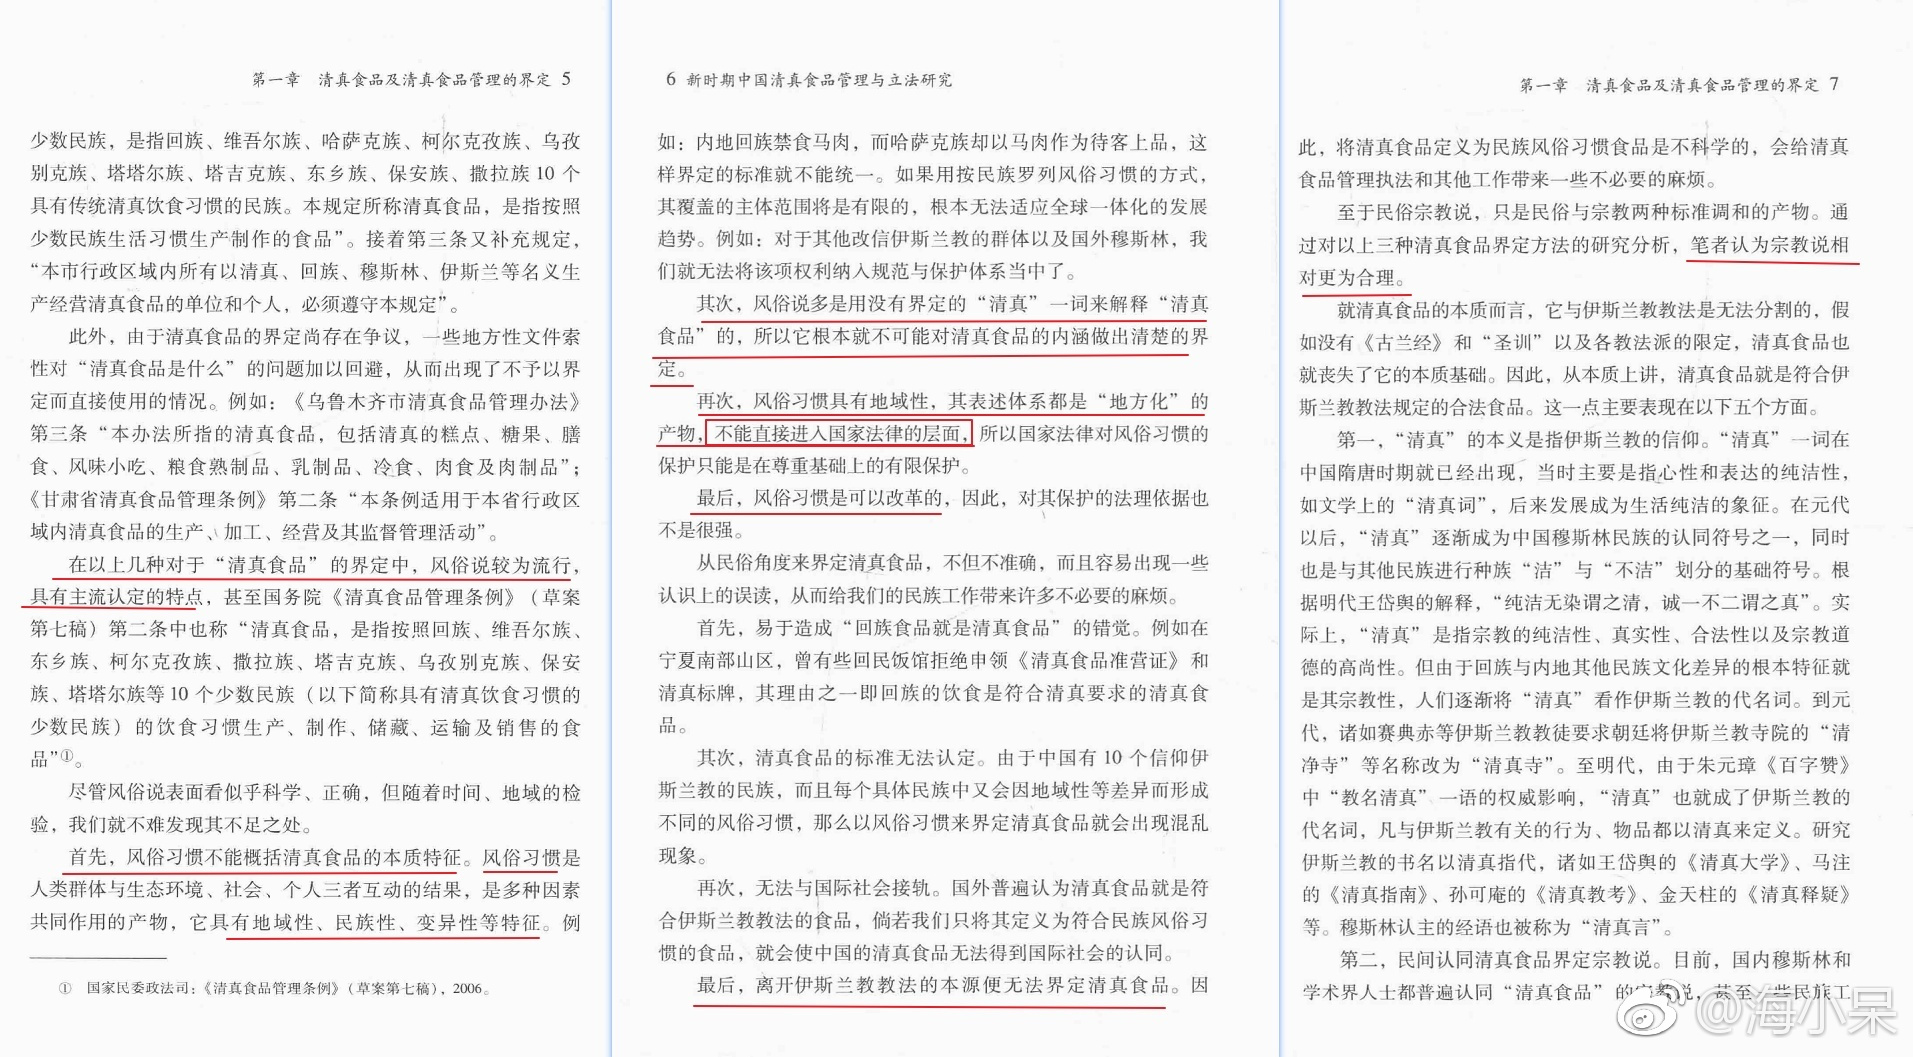 第一章 清真食品及清真食品管理的界定 5
少数民族，是指回族、维吾尔族、哈萨克族、柯尔克孜族、乌孜
别克族、塔塔尔族、塔吉克族、东乡族、保安族、撒拉族 10 个
具有传统清真饮食习惯的民族。本规定所称清真食品，是指按照
少数民族生活习惯生产制作的食品”。接着第三条又补充规定，
“本市行政区域内所有以清真、回族、穆斯林、伊斯兰等名义生
产经营清真食品的单位和个人，必须遵守本规定”。
此外，由于清真食品的界定尚存在争议，一些地方性文件索
性对“清真食品是什么”的问题加以回避，从而出现了不予以界
定而直接使用的情况。例如：《乌鲁木齐市清真食品管理办法》
第三条“本办法所指的清真食品，包括清真的糕点、糖果、膳
食、风味小吃、粮食熟制品、乳制品、冷食、肉食及肉制品”；
《甘肃省清真食品管理条例》第二条“本条例适用于本省行政区
域内清真食品的生产、加工、经营及其监督管理活动”。
在以上几种对于“清真食品”的界定中，风俗说较为流行，
具有主流认定的特点，甚至国务院《清真食品管理条例》（草案
第七稿）第二条中也称“清真食品，是指按照回族、维吾尔族、
东乡族、柯尔克孜族、撒拉族、塔吉克族、乌孜别克族、保安
族、塔塔尔族等 10 个少数民族（以下简称具有清真饮食习惯的
少数民族）的饮食习惯生产、制作、储藏、运输及销售的食
品”①。
尽管风俗说表面看似乎科学、正确，但随着时间、地域的检
验，我们就不难发现其不足之处。
首先，风俗习惯不能概括清真食品的本质特征。风俗习惯是
人类群体与生态环境、社会、个人三者互动的结果，是多种因素
共同作用的产物，它具有地域性、民族性、变异性等特征。例
① 国家民委政法司：《清真食品管理条例》（草案第七稿），2006。
6 新时期中国清真食品管理与立法研究
如：内地回族禁食马肉，而哈萨克族却以马肉作为待客上品，这
样界定的标准就不能统一。如果用按民族罗列风俗习惯的方式，
其覆盖的主体范围将是有限的，根本无法适应全球一体化的发展
趋势。例如：对于其他改信伊斯兰教的群体以及国外穆斯林，我
们就无法将该项权利纳入规范与保护体系当中了。
其次，风俗说多是用没有界定的“清真”一词来解释“清真
食品”的，所以它根本就不可能对清真食品的内涵做出清楚的界
定。
再次，风俗习惯具有地域性，其表述体系都是“地方化”的
产物，不能直接进入国家法律的层面，所以国家法律对风俗习惯的
保护只能是在尊重基础上的有限保护。
最后，风俗习惯是可以改革的，因此，对其保护的法理依据也
不是很强。
从民俗角度来界定清真食品，不但不准确，而且容易出现一些
认识上的误读，从而给我们的民族工作带来许多不必要的麻烦。
首先，易于造成“回族食品就是清真食品”的错觉。例如在
宁夏南部山区，曾有些回民饭馆拒绝申领《清真食品准营证》和
清真标牌，其理由之一即回族的饮食是符合清真要求的清真食
品。
其次，清真食品的标准无法认定。由于中国有 10 个信仰伊
斯兰教的民族，而且每个具体民族中又会因地域性等差异而形成
不同的风俗习惯，那么以风俗习惯来界定清真食品就会出现混乱
现象。
再次，无法与国际社会接轨。国外普遍认为清真食品就是符
合伊斯兰教教法的食品，倘若我们只将其定义为符合民族风俗习
惯的食品，就会使中国的清真食品无法得到国际社会的认同。
最后，离开伊斯兰教教法的本源便无法界定清真食品。因
第一章 清真食品及清真食品管理的界定 7
此，将清真食品定义为民族风俗习惯食品是不科学的，会给清真
食品管理执法和其他工作带来一些不必要的麻烦。
至于民俗宗教说，只是民俗与宗教两种标准调和的产物。通
过对以上三种清真食品界定方法的研究分析，笔者认为宗教说相
对更为合理。
就清真食品的本质而言，它与伊斯兰教教法是无法分割的，假
如没有《古兰经》和“圣训”以及各教法派的限定，清真食品也
就丧失了它的本质基础。因此，从本质上讲，清真食品就是符合伊
斯兰教教法规定的合法食品。这一点主要表现在以下五个方面。
第一，“清真”的本义是指伊斯兰教的信仰。“清真”一词在
中国隋唐时期就已经出现，当时主要是指心性和表达的纯洁性，
如文学上的“清真词”，后来发展成为生活纯洁的象征。在元代
以后，“清真”逐渐成为中国穆斯林民族的认同符号之一，同时
也是与其他民族进行种族“洁”与“不洁”划分的基础符号。根
据明代王岱舆的解释，“纯洁无染谓之清，诚一不二谓之真”。实
际上，“清真”是指宗教的纯洁性、真实性、合法性以及宗教道
德的高尚性。但由于回族与内地其他民族文化差异的根本特征就
是其宗教性，人们逐渐将“清真”看作伊斯兰教的代名词。到元
代，诸如赛典赤等伊斯兰教教徒要求朝廷将伊斯兰教寺院的“清
净寺”等名称改为“清真寺”。至明代，由于朱元璋《百字赞》
中“教名清真”一语的权威影响，“清真”也就成了伊斯兰教的
代名词，凡与伊斯兰教有关的行为、物品都以清真来定义。研究
伊斯兰教的书名以清真指代，诸如王岱舆的《清真大学》、马注
的《清真指南》、孙可庵的《清真教考》、金天柱的《清真释疑》
等。穆斯林认主的经语也被称为“清真言”。
第二，民间认同清真食品界定宗教说。目前，国内穆斯林和
学术界人士都普遍认同“清真食品”的宗教说，甚至一些民族工
@海小呆